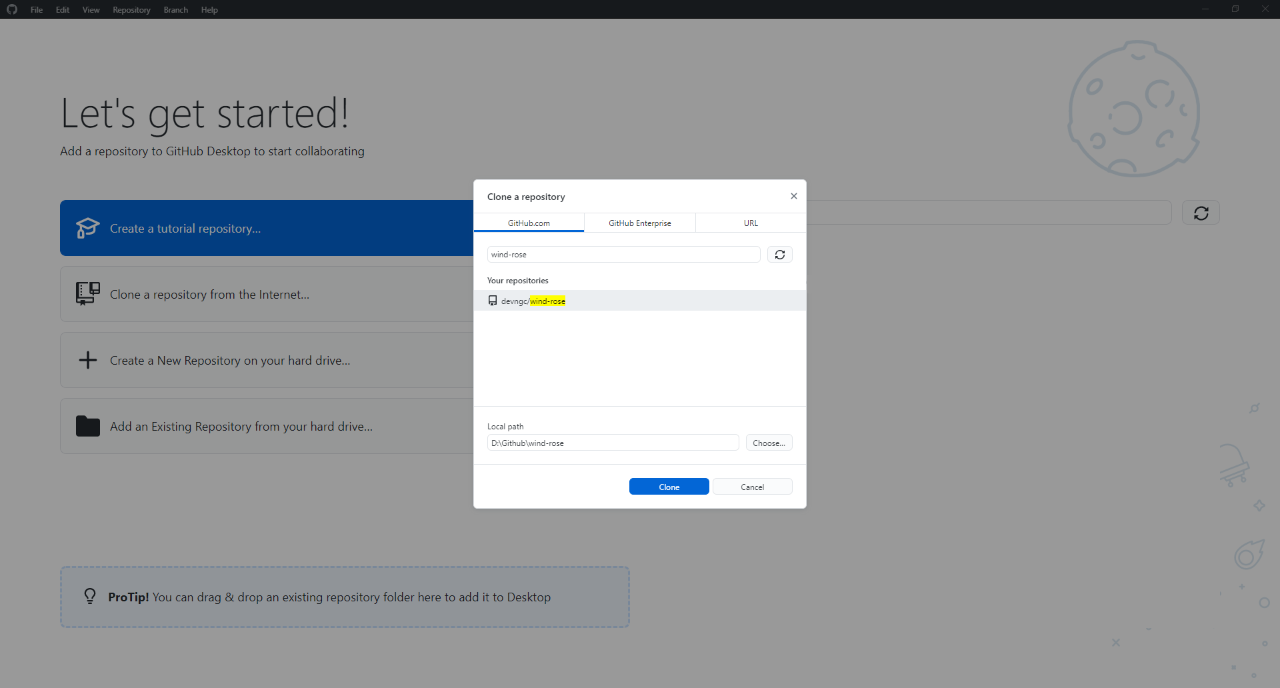 File Edit View Repository Branch Help
Let's get started!
Add a repository to GitHub Desktop to start collaborating
Create a tutorial repository...
Clone a repository from the Internet...
Create a New Repository on your hard drive...
Add an Existing Repository from your hard drive...
ProTip! You can drag & drop an existing repository folder here to add it to Desktop
Clone a repository
GitHub.com GitHub Enterprise URL
wind-rose
Your repositories
devngc/wind-rose
Local path
D:\Github\wind-rose Choose...
Clone Cancel